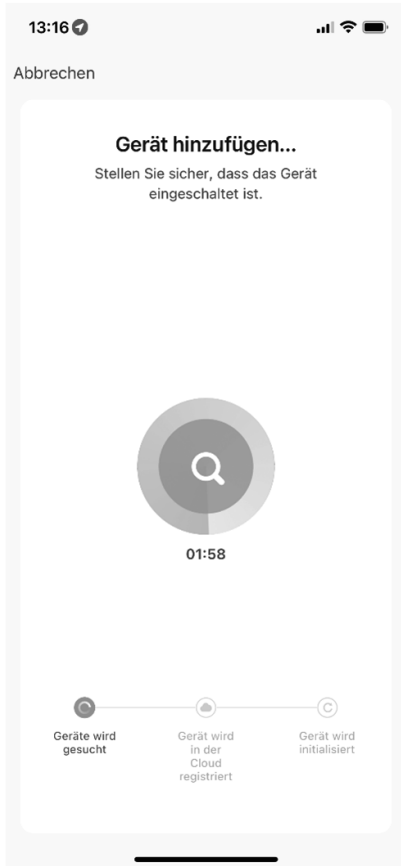 13:16
Abbrechen
Gerät hinzufügen...
Stellen Sie sicher, dass das Gerät
eingeschaltet ist.
01:58
Geräte wird
gesucht
Gerät wird
in der
Cloud
registriert
Gerät wird
initialisiert